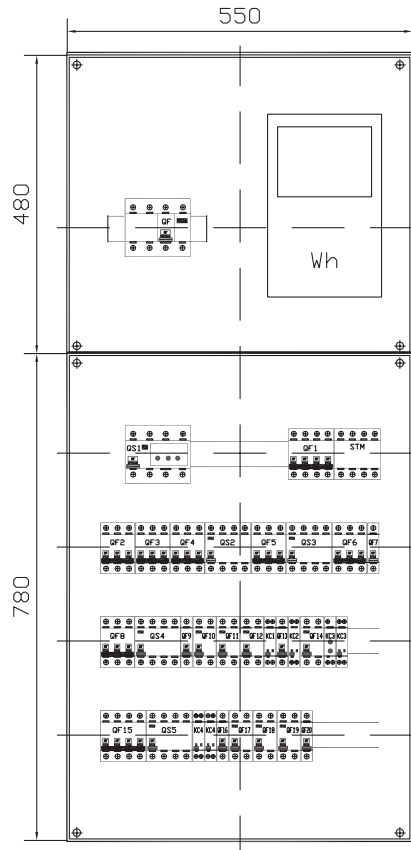 550
480
QF
Wh
780
QS1 QF1 STM
QF2 QF3 QF4 QS2 QF5 QS3 QF6 QF7
QF8 QS4 QF9 QF10 QF11 QF12 KC1 QF13 KC2 QF14 KC3 KC3
QF15 QS5 KC4 KC4 QF16 QF17 QF18 QF19 QF20